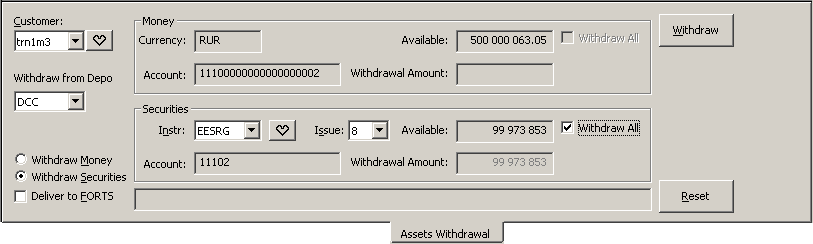 Customer:
trn1m3
Withdraw from Depo
DCC
Withdraw Money
Withdraw Securities
Deliver to FORTS
Money
Currency: RUR Available: 500 000 063.05 Withdraw All
Account: 11100000000000000002 Withdrawal Amount:
Securities
Instr: EESRG Issue: 8 Available: 99 973 853 Withdraw All
Account: 11102 Withdrawal Amount: 99 973 853
Withdraw
Reset
Assets Withdrawal